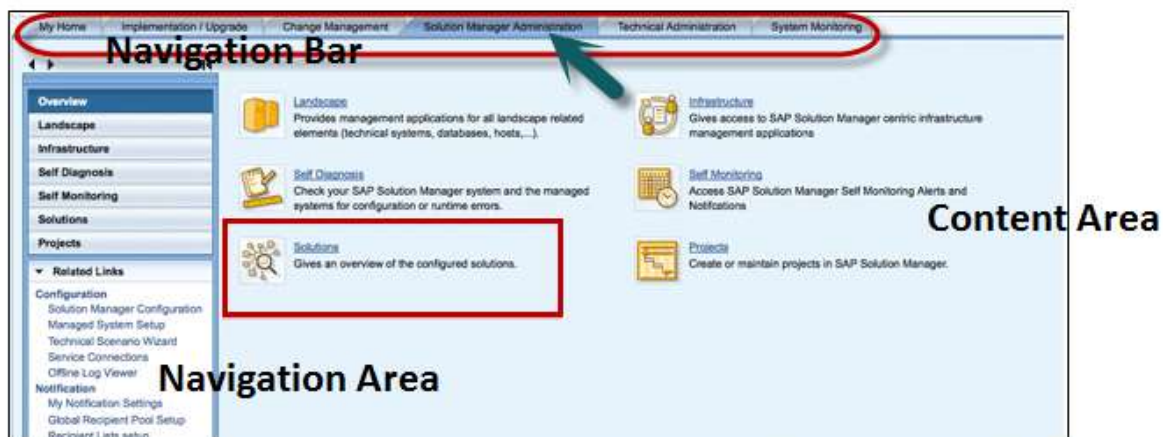 My Home Implementation / Upgrade Change Management Solution Manager Administration Technical Administration System Monitoring
Navigation Bar
Overview
Landscape
Infrastructure
Self Diagnosis
Self Monitoring
Solutions
Projects
Related Links
Configuration
Solution Manager Configuration
Managed System Setup
Technical Scenario Wizard
Service Connections
Offline Log Viewer
Notification
My Notification Settings
Global Recipient Pool Setup
Recipient Lists setup
Navigation Area
Landscape
Provides management applications for all landscape related
elements (technical systems, databases, hosts,...).
Infrastructure
Gives access to SAP Solution Manager centric infrastructure
management applications
Self Diagnosis
Check your SAP Solution Manager system and the managed
systems for configuration or runtime errors.
Self Monitoring
Access SAP Solution Manager Self Monitoring Alerts and
Notifcations
Solutions
Gives an overview of the configured solutions.
Projects
Create or maintain projects in SAP Solution Manager.
Content Area